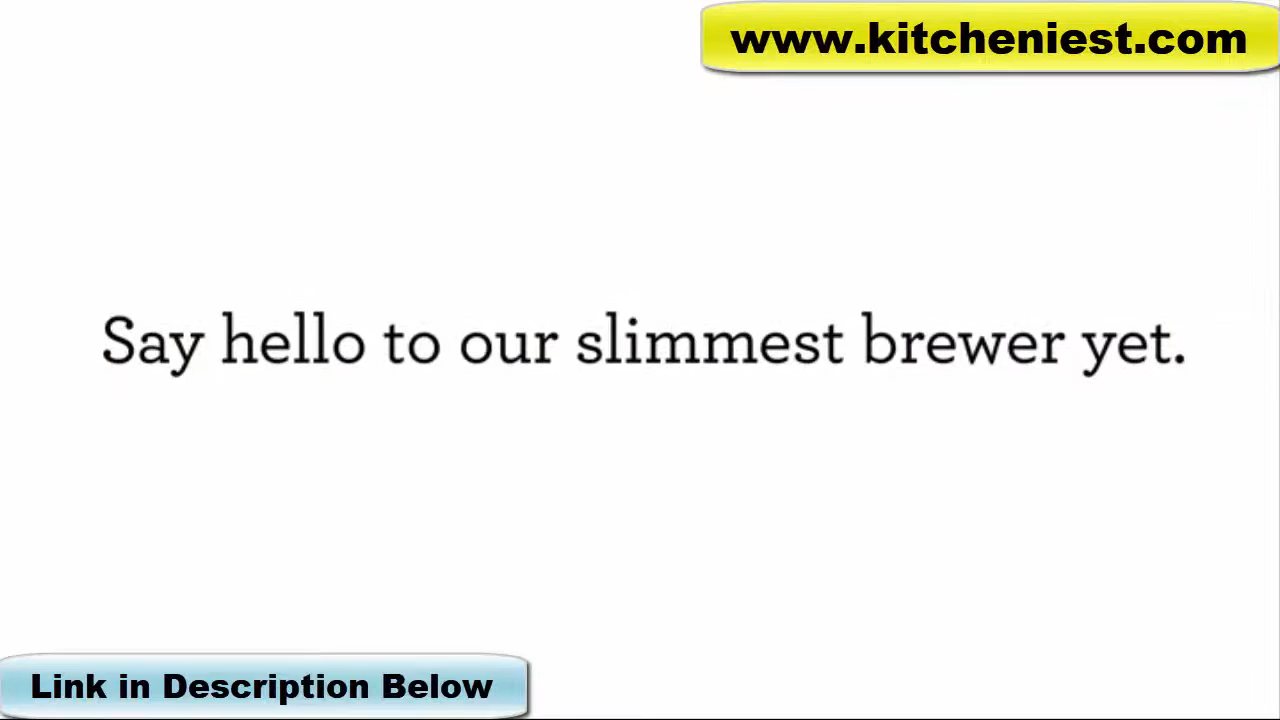 www.kitcheniest.com
Say hello to our slimmest brewer yet.
Link in Description Below